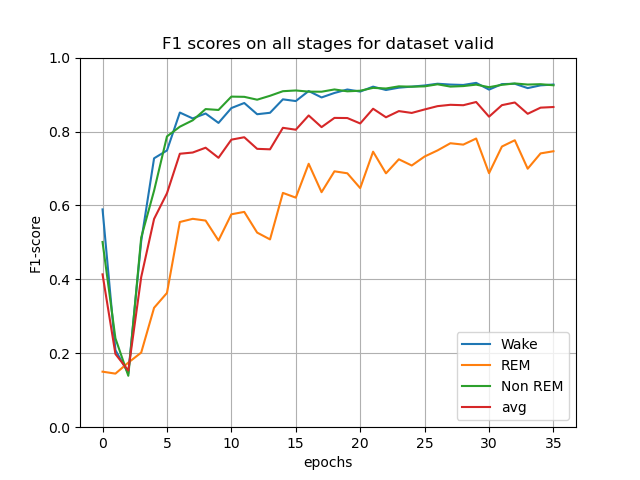 F1 scores on all stages for dataset valid
1.0
0.8
0.6
0.4
0.2
0.0
F1-score
0 5 10 15 20 25 30 35
epochs
Wake
REM
Non REM
avg